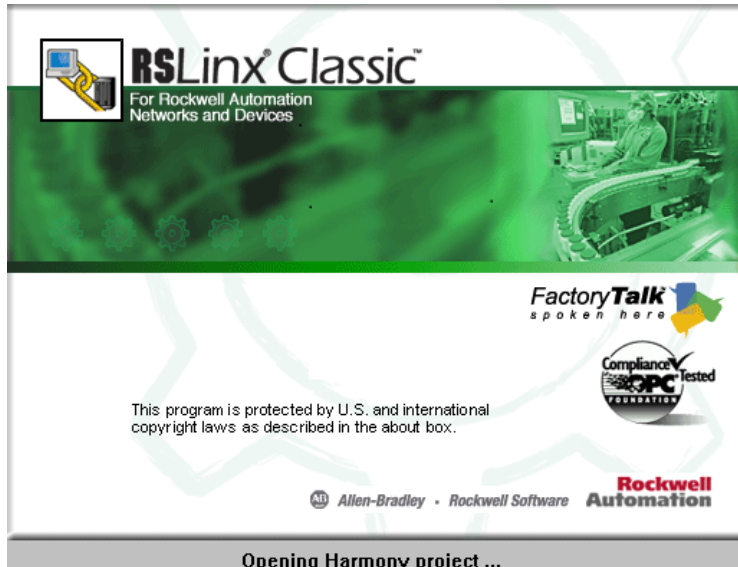 RSLinx® Classic™
For Rockwell Automation
Networks and Devices
FactoryTalk
spoken here
Compliance Tested
OPC
FOUNDATION
This program is protected by U.S. and international
copyright laws as described in the about box.
AB Allen-Bradley · Rockwell Software
Rockwell
Automation
Opening Harmony project ...